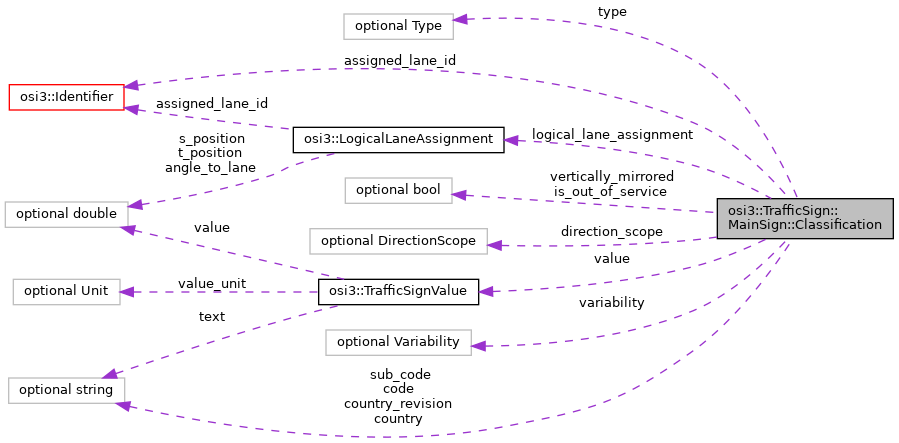 type
optional Type
assigned_lane_id
osi3::Identifier
assigned_lane_id
s_position
t_position
angle_to_lane
osi3::LogicalLaneAssignment
logical_lane_assignment
vertically_mirrored
is_out_of_service
optional bool
osi3::TrafficSign::
MainSign::Classification
optional double
value
optional DirectionScope
direction_scope
value
optional Unit
value_unit
osi3::TrafficSignValue
variability
text
optional Variability
optional string
sub_code
code
country_revision
country